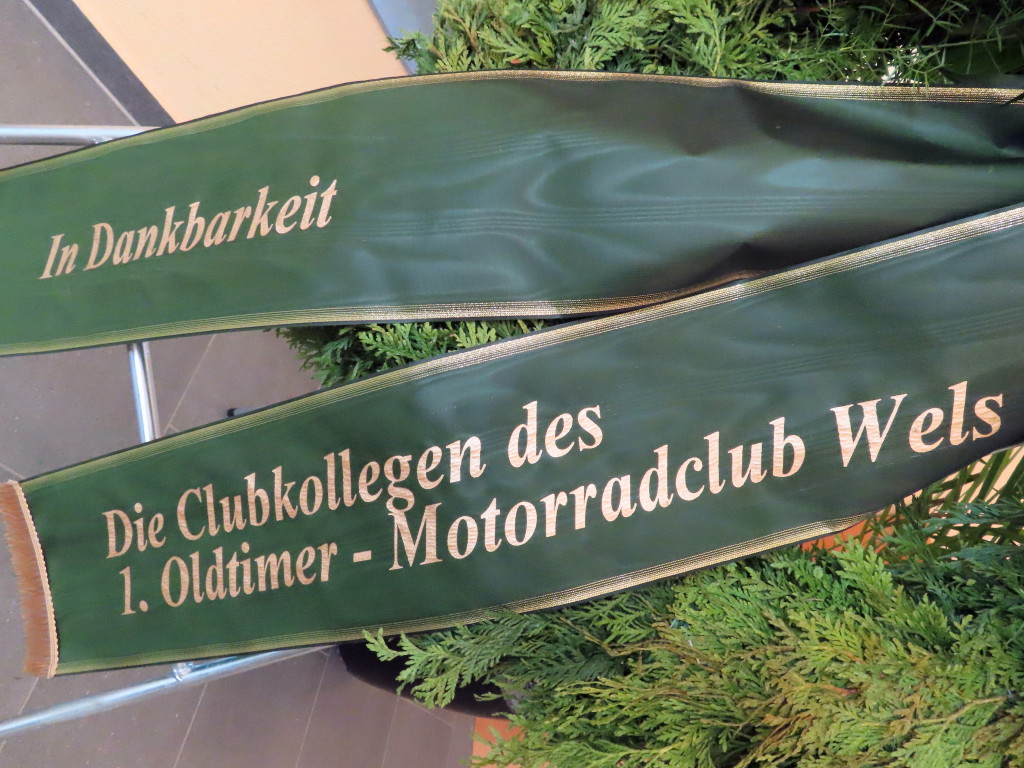 In Dankbarkeit
Die Clubkollegen des
1. Oldtimer - Motorradclub Wels